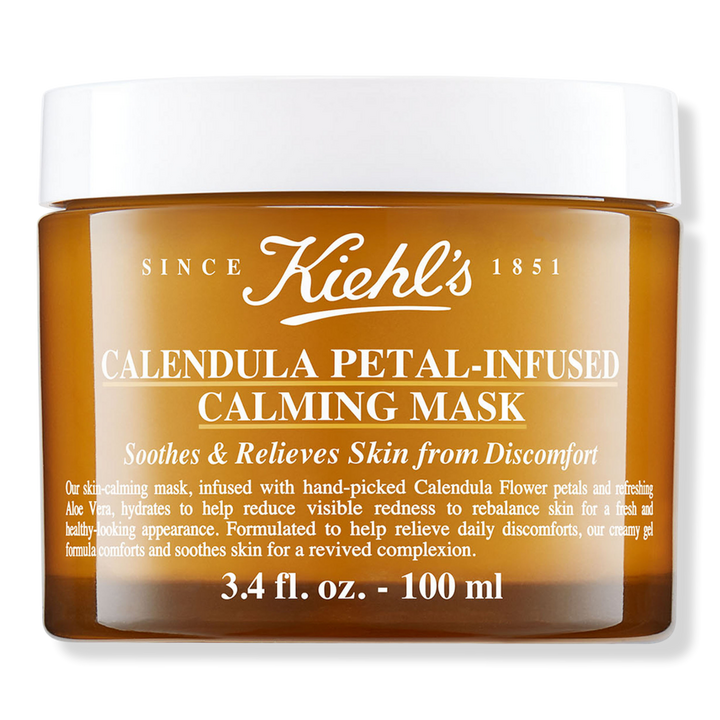 SINCE Kiehl's 1851
CALENDULA PETAL-INFUSED
CALMING MASK
Soothes & Relieves Skin from Discomfort
Our skin-calming mask, infused with hand-picked Calendula Flower petals and refreshing
Aloe Vera, hydrates to help reduce visible redness to rebalance skin for a fresh and
healthy-looking appearance. Formulated to help relieve daily discomforts, our creamy gel
formula comforts and soothes skin for a revived complexion.
3.4 fl. oz. - 100 ml